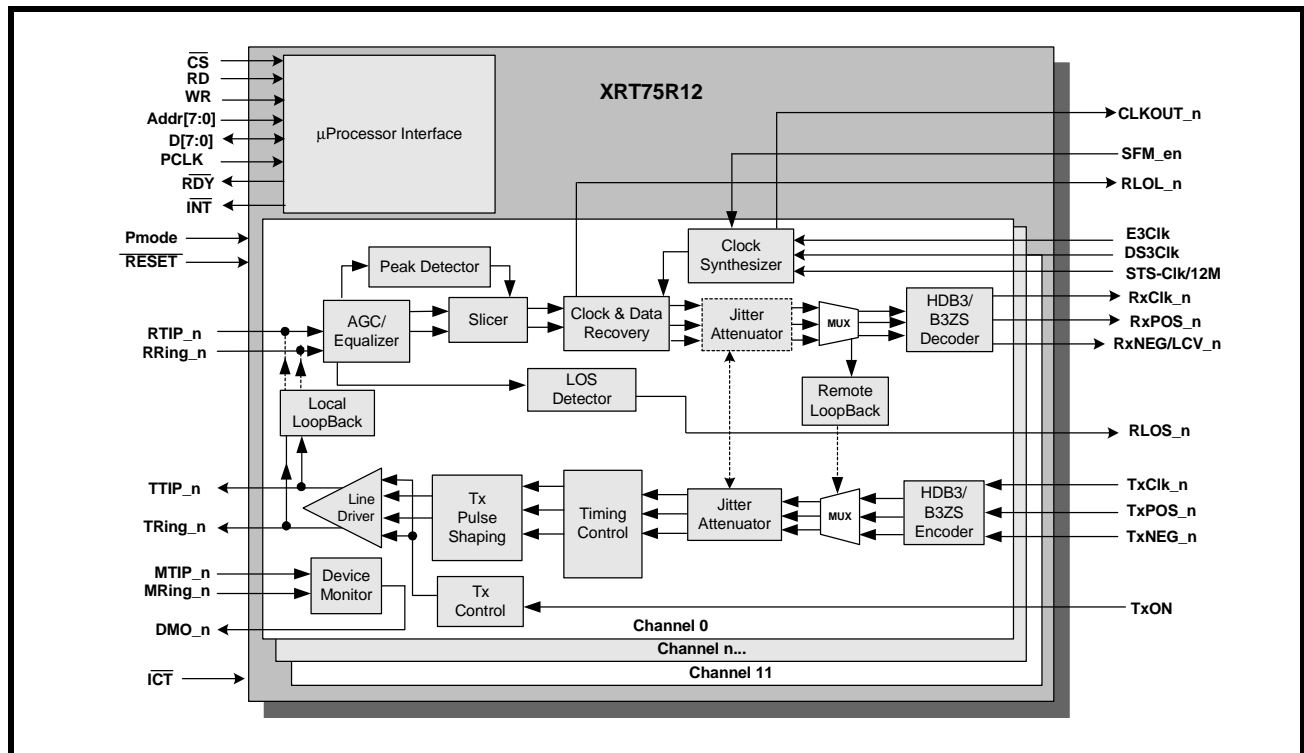 XRT75R12
CS
RD
WR
Addr[7:0]
D[7:0]
PCLK
RDY
INT
μProcessor Interface
Pmode
RESET
CLKOUT_n
SFM_en
RLOL_n
E3Clk
DS3Clk
STS-Clk/12M
Clock
Synthesizer
Peak Detector
RTIP_n
RRing_n
AGC/
Equalizer
Slicer
Clock & Data
Recovery
Jitter
Attenuator
MUX
HDB3/
B3ZS
Decoder
RxClk_n
RxPOS_n
RxNEG/LCV_n
LOS
Detector
Remote
LoopBack
Local
LoopBack
RLOS_n
TTIP_n
TRing_n
Line
Driver
Tx
Pulse
Shaping
Timing
Control
Jitter
Attenuator
MUX
HDB3/
B3ZS
Encoder
TxClk_n
TxPOS_n
TxNEG_n
MTIP_n
MRing_n
Device
Monitor
DMO_n
Tx
Control
TxON
Channel 0
Channel n...
Channel 11
ICT